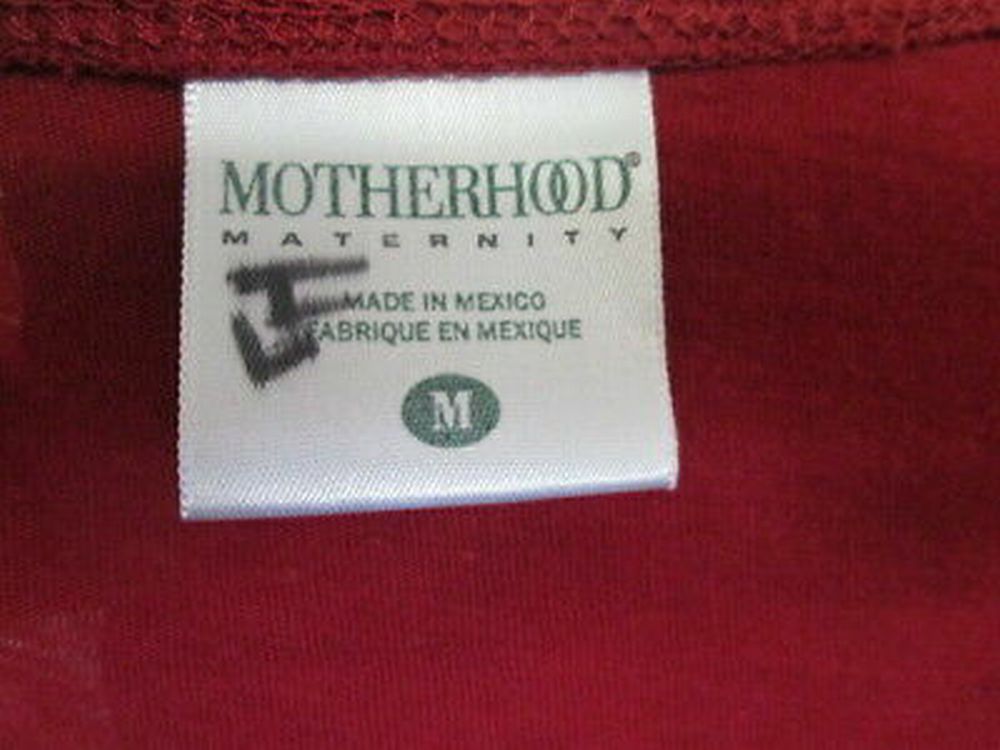 MOTHERHOOD®
MATERNITY
MADE IN MEXICO
FABRIQUE EN MEXIQUE
M